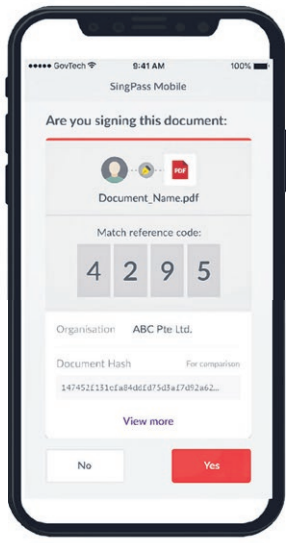 GovTech 9:41 AM 100%
SingPass Mobile
Are you signing this document:
PDF
Document_Name.pdf
Match reference code:
4 2 9 5
Organisation ABC Pte Ltd.
Document Hash For comparison
View more
No Yes